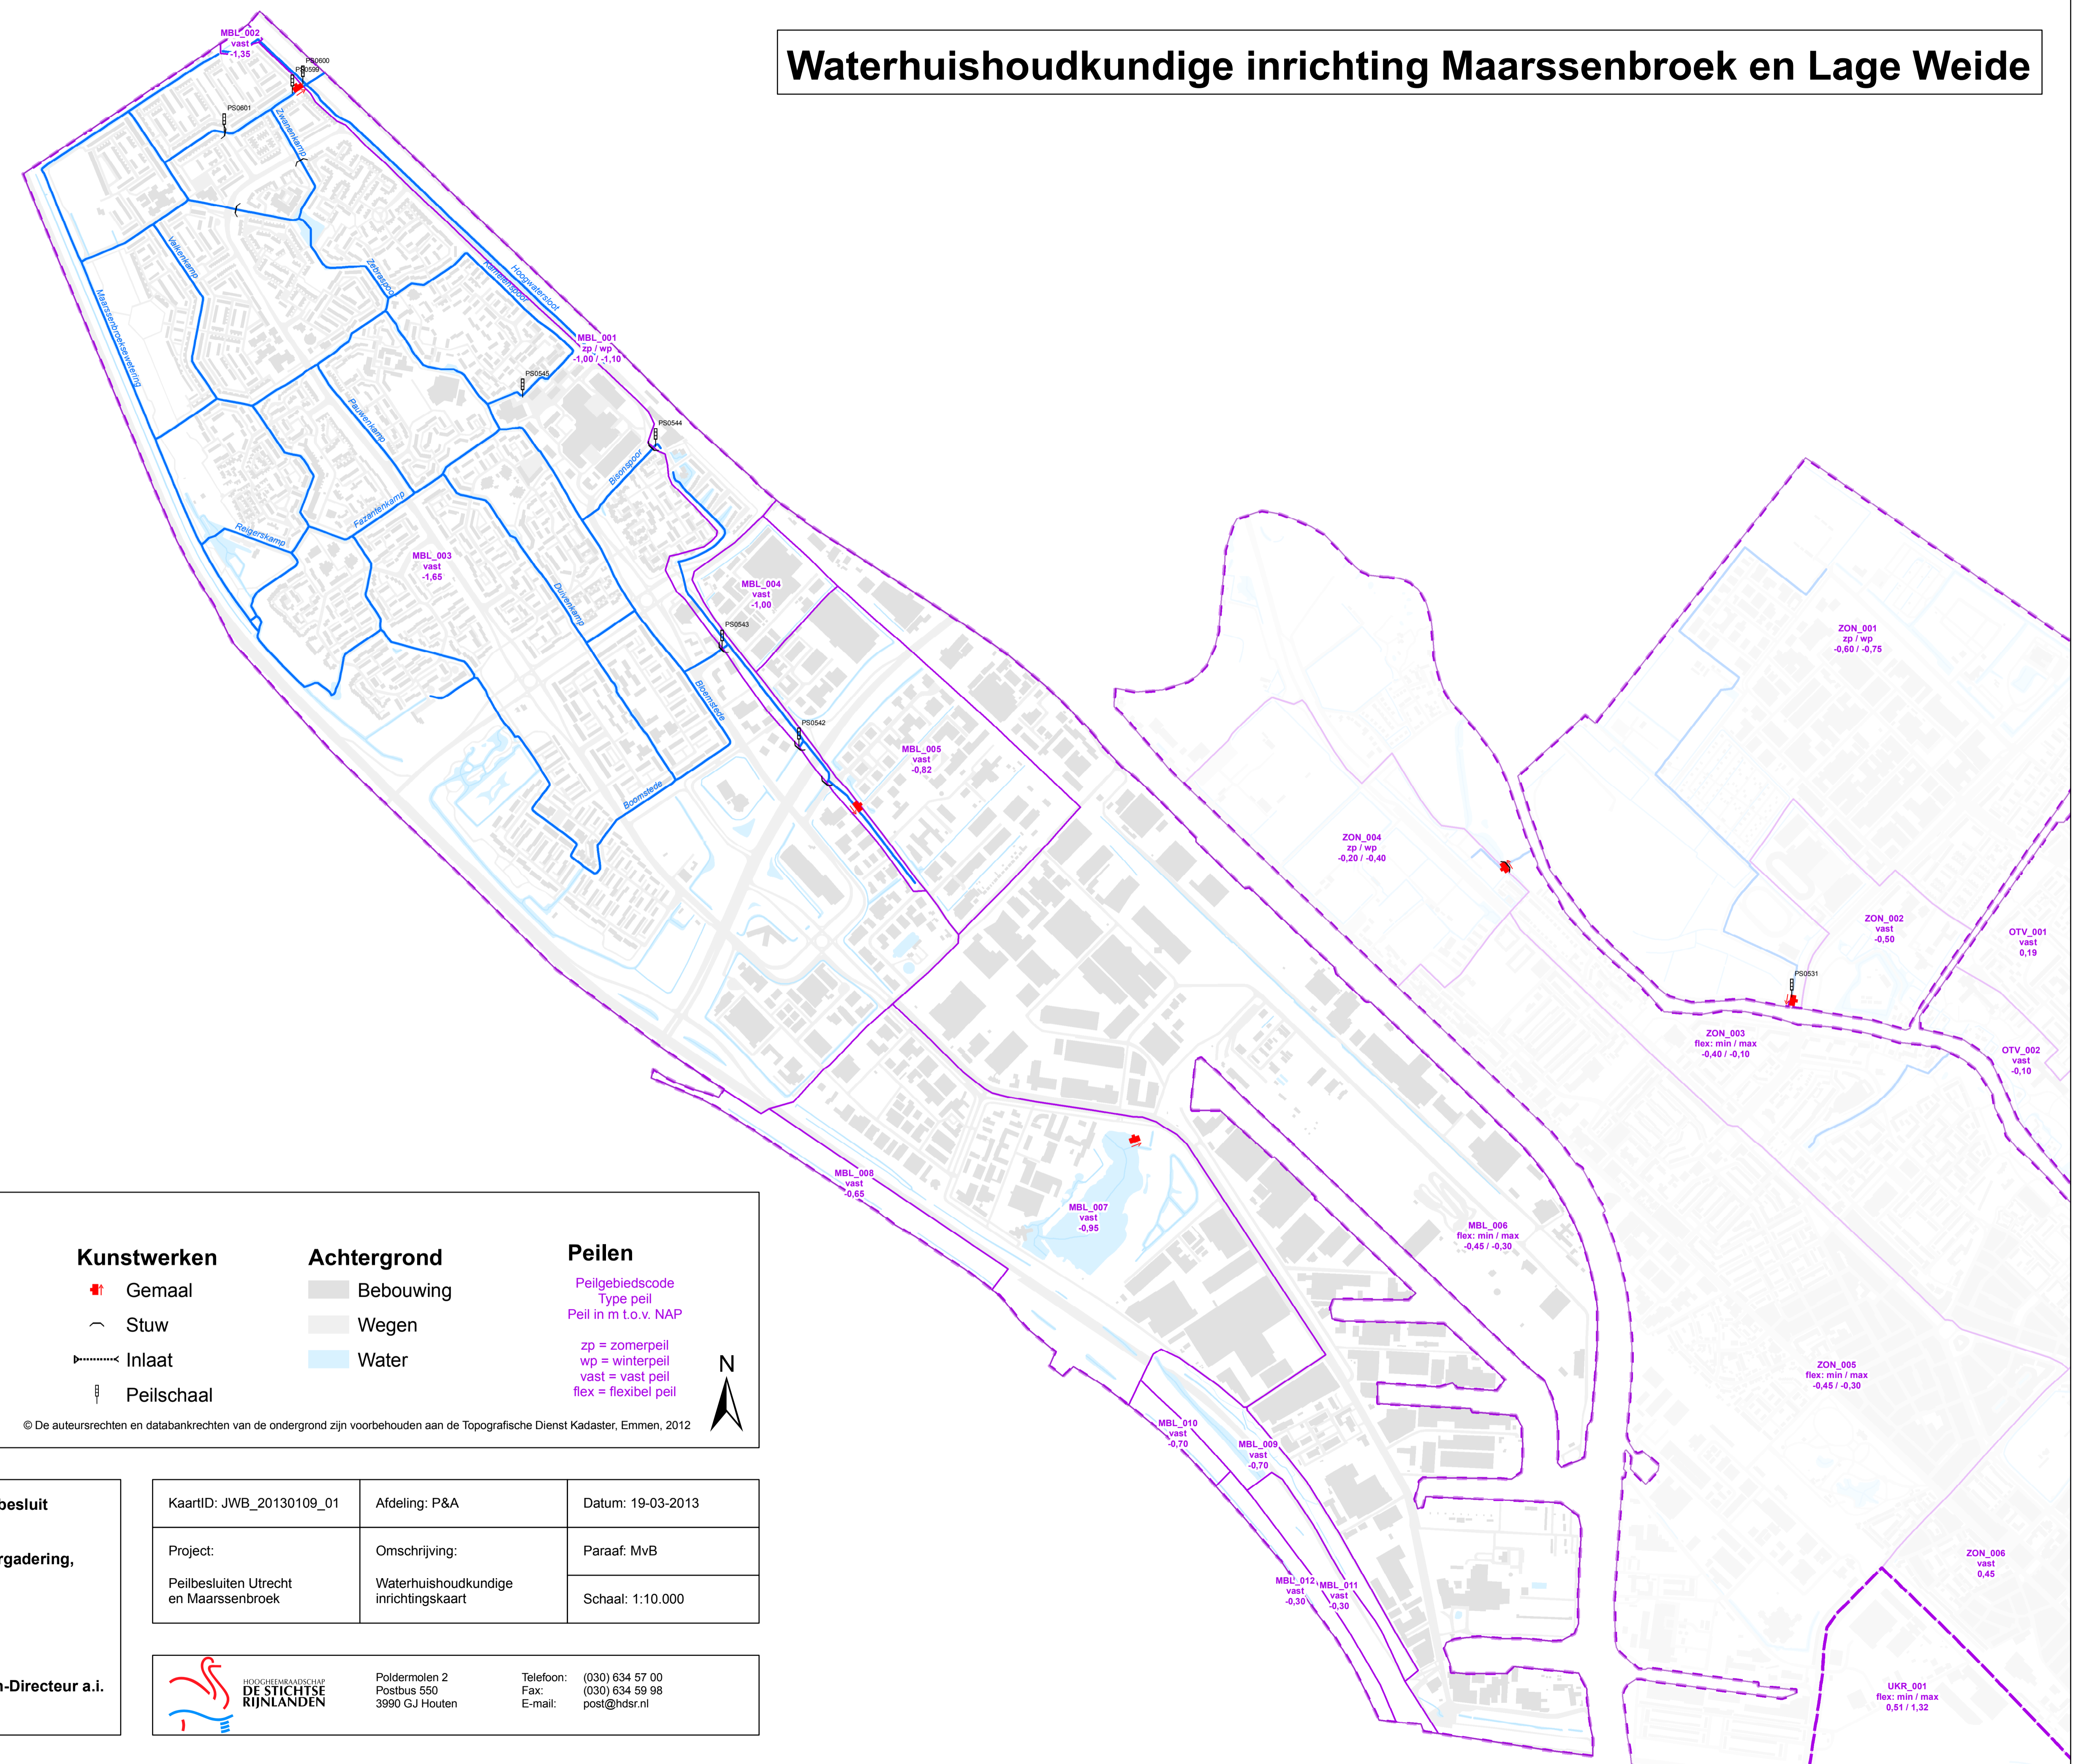 Waterhuishoudkundige inrichting Maarssenbroek en Lage Weide
MBL_002
vast
-1,35
PS0600
PS0599
PS0601
Zwanenkamp
Valkenkamp
Zebraspoor
Kamelenspoor
Hoogwatersloot
Maarssenbroeksewetering
MBL_001
zp / wp
-1,00 / -1,10
PS0545
Pauwenkamp
PS0544
Bisonspoor
Fazantenkamp
Reigerskamp
MBL_003
vast
-1,65
MBL_004
vast
-1,00
Duivenkamp
PS0543
Bloemstede
PS0542
MBL_005
vast
-0,82
Boomstede
ZON_001
zp / wp
-0,60 / -0,75
ZON_004
zp / wp
-0,20 / -0,40
ZON_002
vast
-0,50
OTV_001
vast
0,19
PS0531
ZON_003
flex: min / max
-0,40 / -0,10
OTV_002
vast
-0,10
MBL_008
vast
-0,65
MBL_007
vast
-0,95
MBL_006
flex: min / max
-0,45 / -0,30
ZON_005
flex: min / max
-0,45 / -0,30
MBL_010
vast
-0,70
MBL_009
vast
-0,70
MBL_012
vast
-0,30
MBL_011
vast
-0,30
ZON_006
vast
0,45
UKR_001
flex: min / max
0,51 / 1,32
Kunstwerken
Gemaal
Stuw
Inlaat
Peilschaal
Achtergrond
Bebouwing
Wegen
Water
Peilen
Peilgebiedscode
Type peil
Peil in m t.o.v. NAP
zp = zomerpeil
wp = winterpeil
vast = vast peil
flex = flexibel peil
N
© De auteursrechten en databankrechten van de ondergrond zijn voorbehouden aan de Topografische Dienst Kadaster, Emmen, 2012
besluit
rgadering,
n-Directeur a.i.
KaartID: JWB_20130109_01
Afdeling: P&A
Datum: 19-03-2013
Project:
Peilbesluiten Utrecht
en Maarssenbroek
Omschrijving:
Waterhuishoudkundige
inrichtingskaart
Paraaf: MvB
Schaal: 1:10.000
HOOGHEEMRAADSCHAP
DE STICHTSE
RIJNLANDEN
Poldermolen 2
Postbus 550
3990 GJ Houten
Telefoon: (030) 634 57 00
Fax: (030) 634 59 98
E-mail: post@hdsr.nl